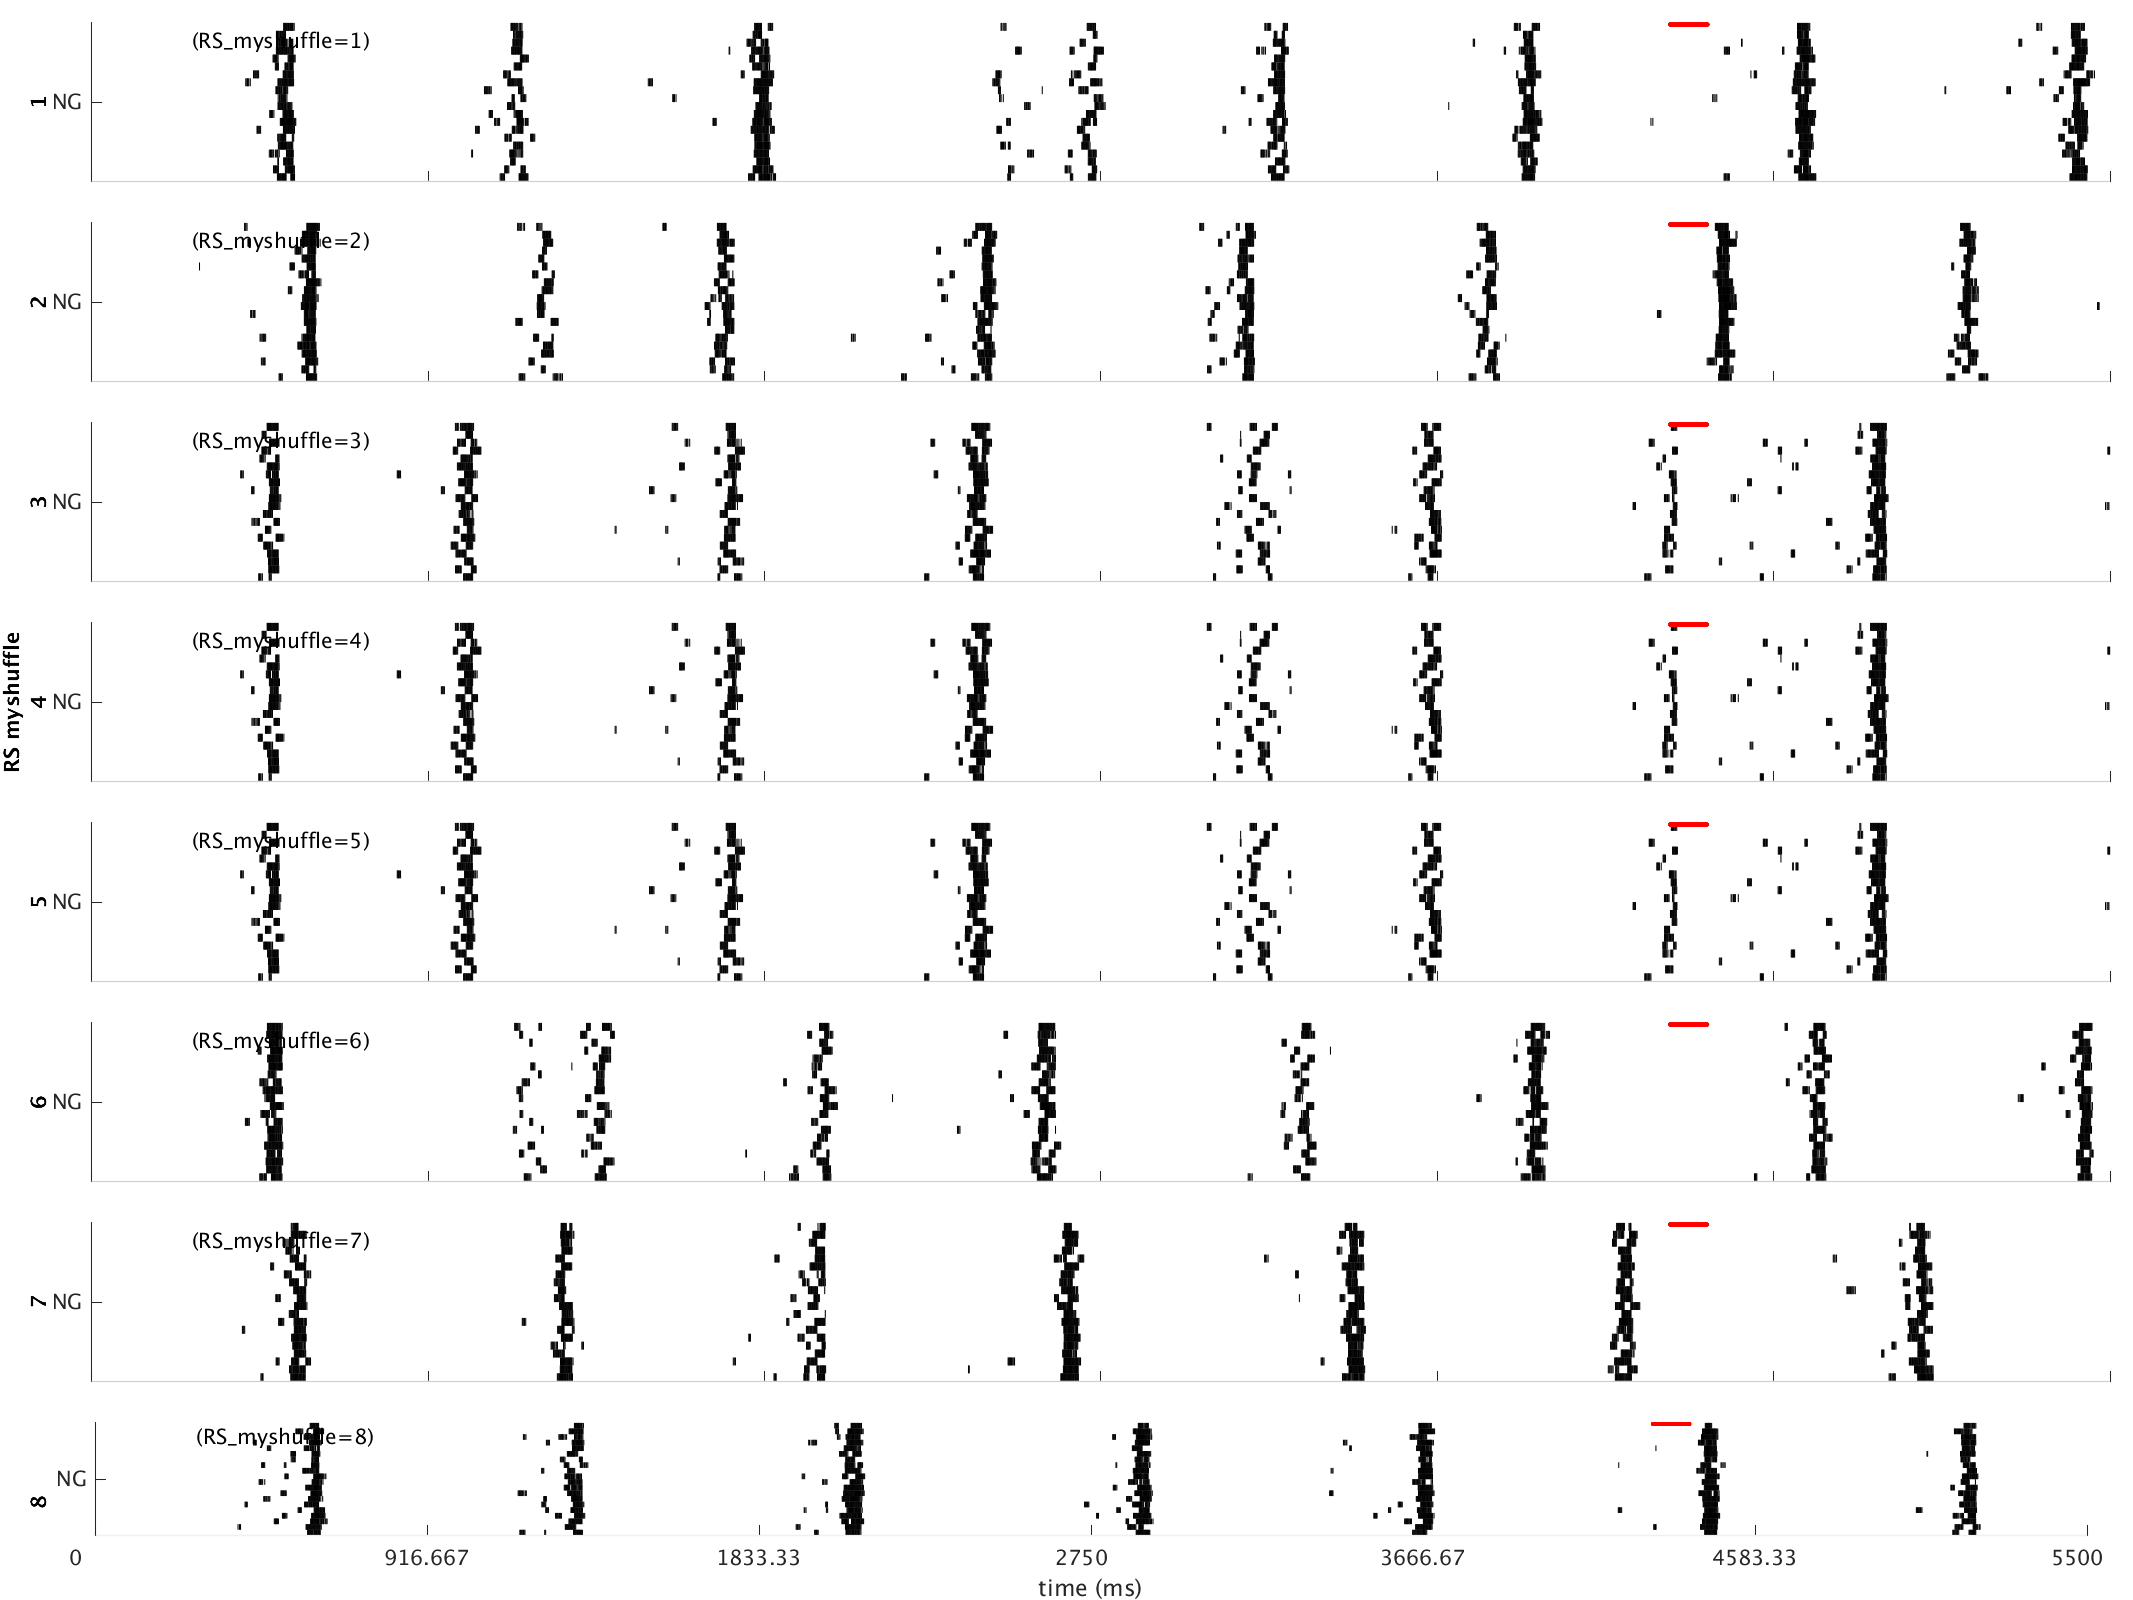 (RS_myshuffle=1)
1 NG
(RS_myshuffle=2)
2 NG
(RS_myshuffle=3)
3 NG
(RS_myshuffle=4)
4 NG
RS myshuffle
(RS_myshuffle=5)
5 NG
(RS_myshuffle=6)
6 NG
(RS_myshuffle=7)
7 NG
(RS_myshuffle=8)
8 NG
0 916.667 1833.33 2750 3666.67 4583.33 5500
time (ms)